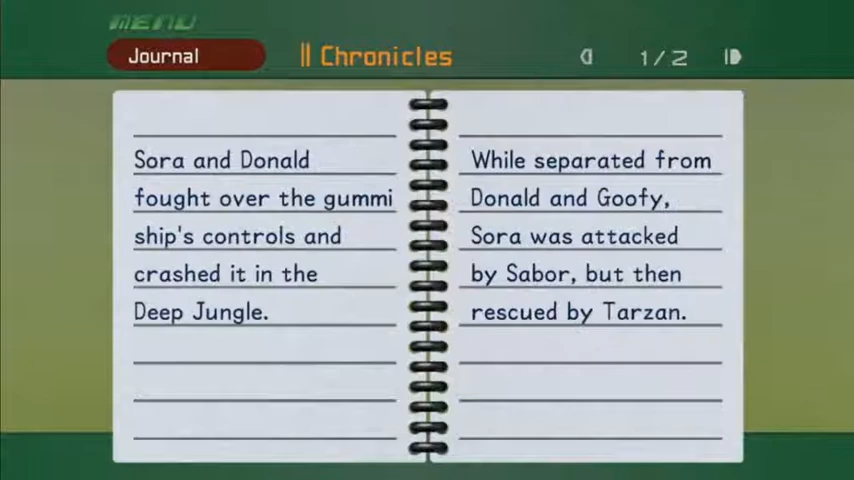 MENU
Journal
Chronicles
1/2
Sora and Donald
fought over the gummi
ship's controls and
crashed it in the
Deep Jungle.
While separated from
Donald and Goofy,
Sora was attacked
by Sabor, but then
rescued by Tarzan.